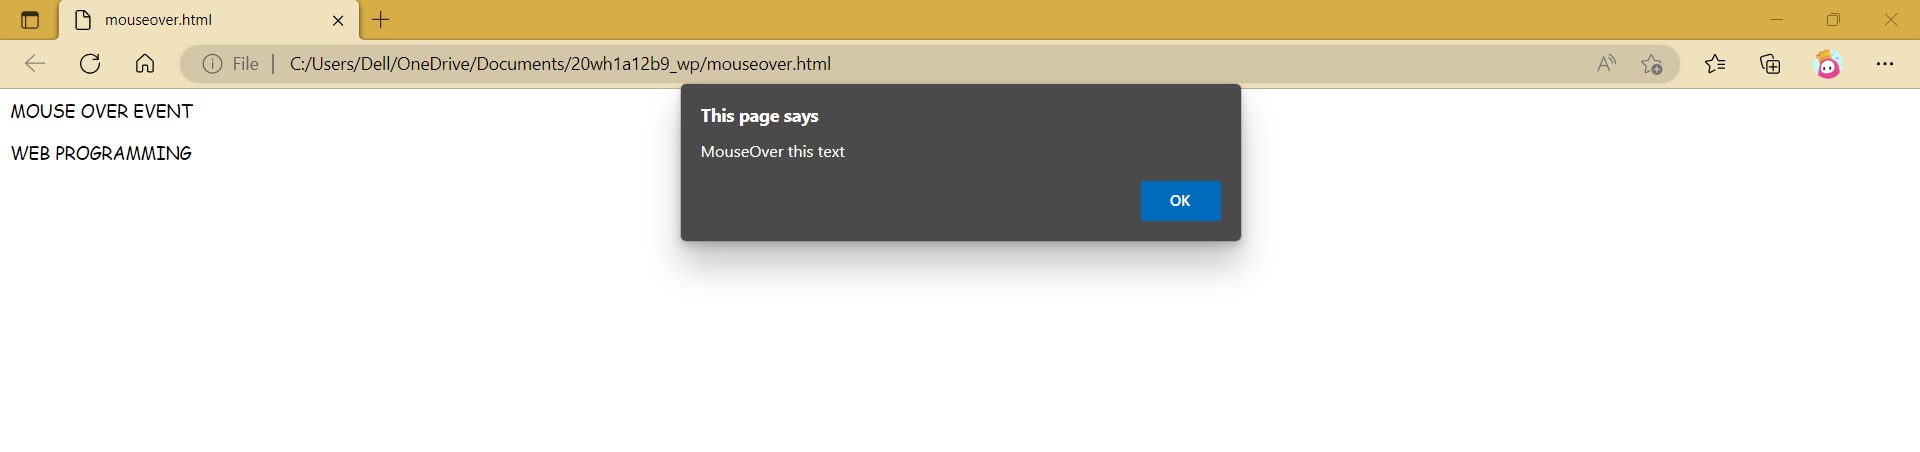 mouseover.html
File C:/Users/Dell/OneDrive/Documents/20wh1a12b9_wp/mouseover.html
MOUSE OVER EVENT
WEB PROGRAMMING
This page says
MouseOver this text
OK